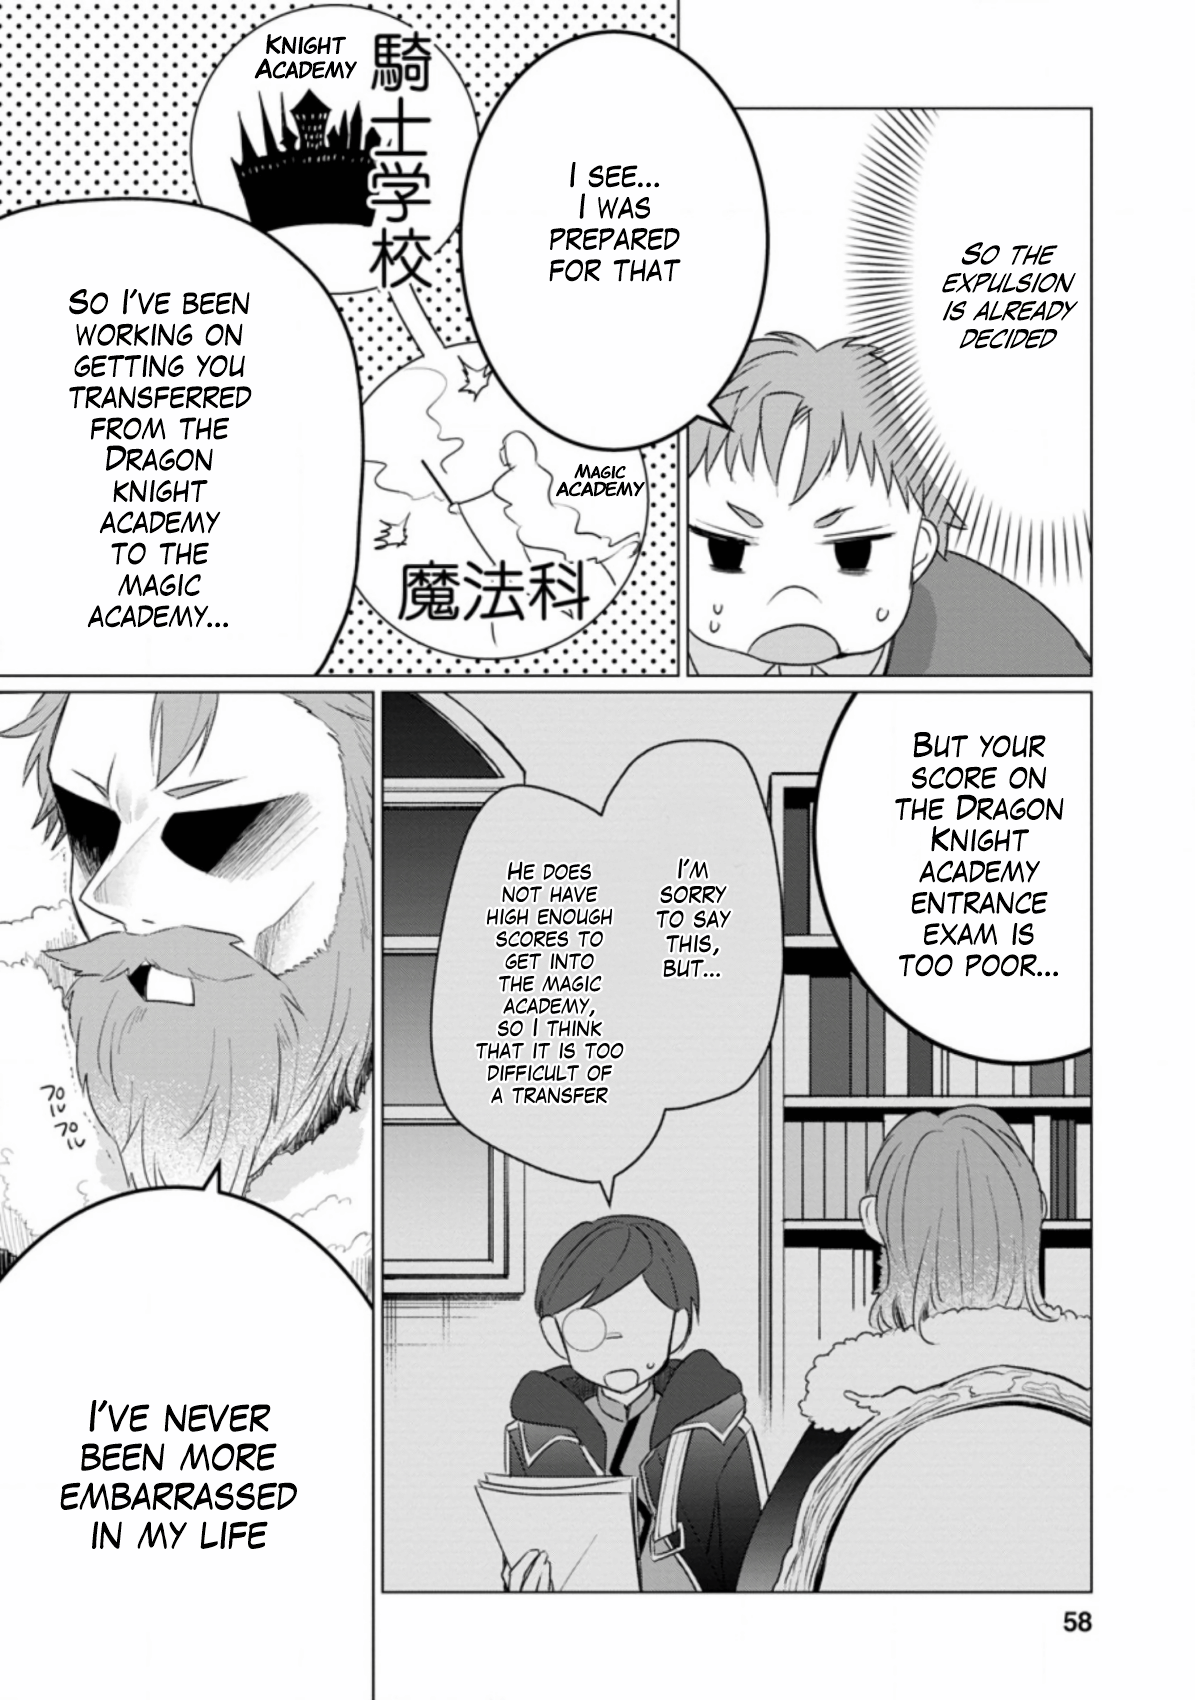 SO THE
EXPULSION
IS ALREADY
DECIDED
I SEE...
I WAS
PREPARED
FOR THAT
KNIGHT
ACADEMY
騎士学校
MAGIC
ACADEMY
魔法科
SO I'VE BEEN
WORKING ON
GETTING YOU
TRANSFERRED
FROM THE
DRAGON
KNIGHT
ACADEMY
TO THE
MAGIC
ACADEMY...
BUT YOUR
SCORE ON
THE DRAGON
KNIGHT
ACADEMY
ENTRANCE
EXAM IS
TOO POOR...
I'M
SORRY
TO SAY
THIS,
BUT...
HE DOES
NOT HAVE
HIGH ENOUGH
SCORES TO
GET INTO
THE MAGIC
ACADEMY,
SO I THINK
THAT IT IS TOO
DIFFICULT OF
A TRANSFER
プルプル
I'VE NEVER
BEEN MORE
EMBARRASSED
IN MY LIFE
58